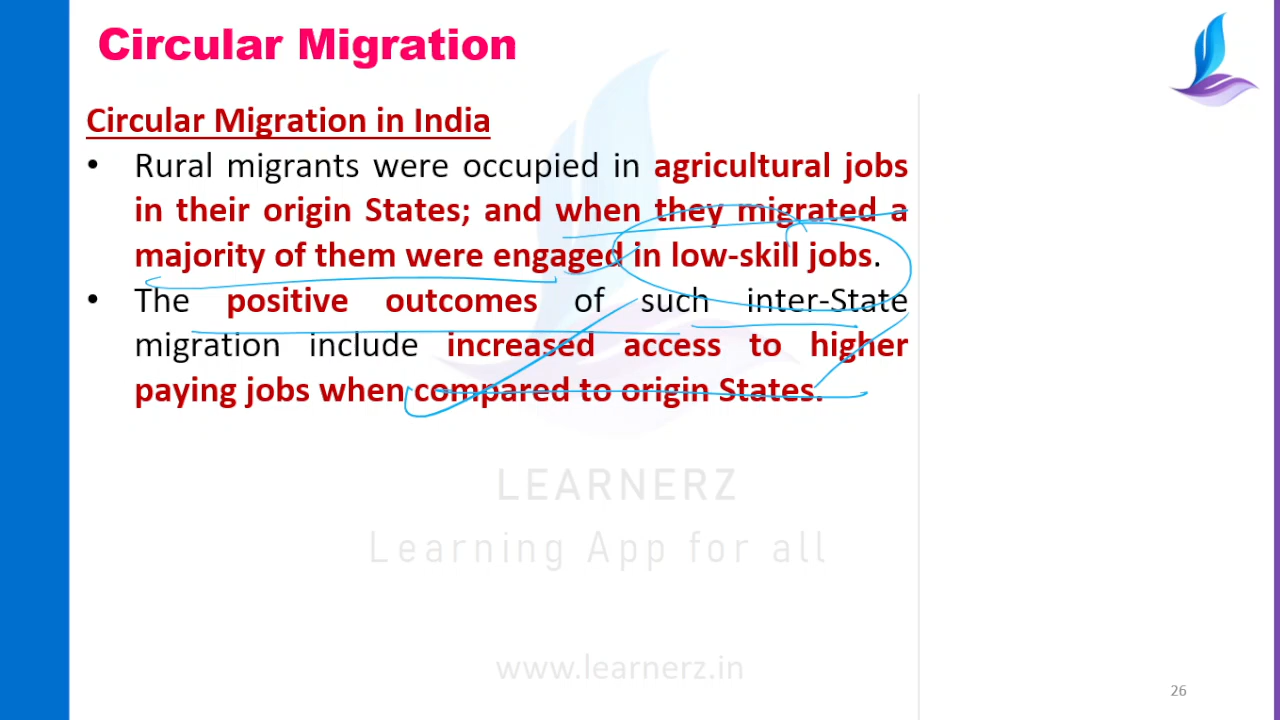 Circular Migration
Circular Migration in India
• Rural migrants were occupied in agricultural jobs
in their origin States; and when they migrated a
majority of them were engaged in low-skill jobs.
• The positive outcomes of such inter-State
migration include increased access to higher
paying jobs when compared to origin States.
LEARNERZ
Learning App for all
www.learnerz.in
26